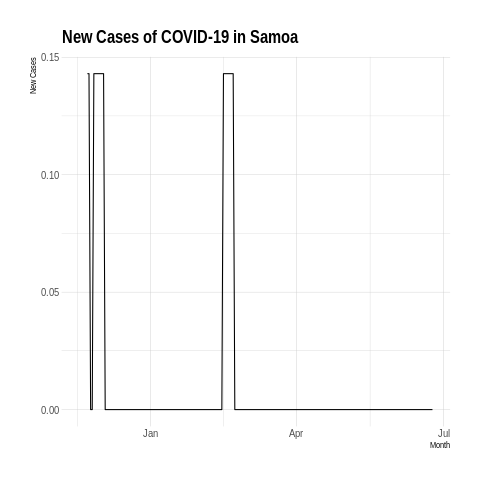 New Cases of COVID-19 in Samoa
New Cases
0.15
0.10
0.05
0.00
Jan Apr Jul
Month